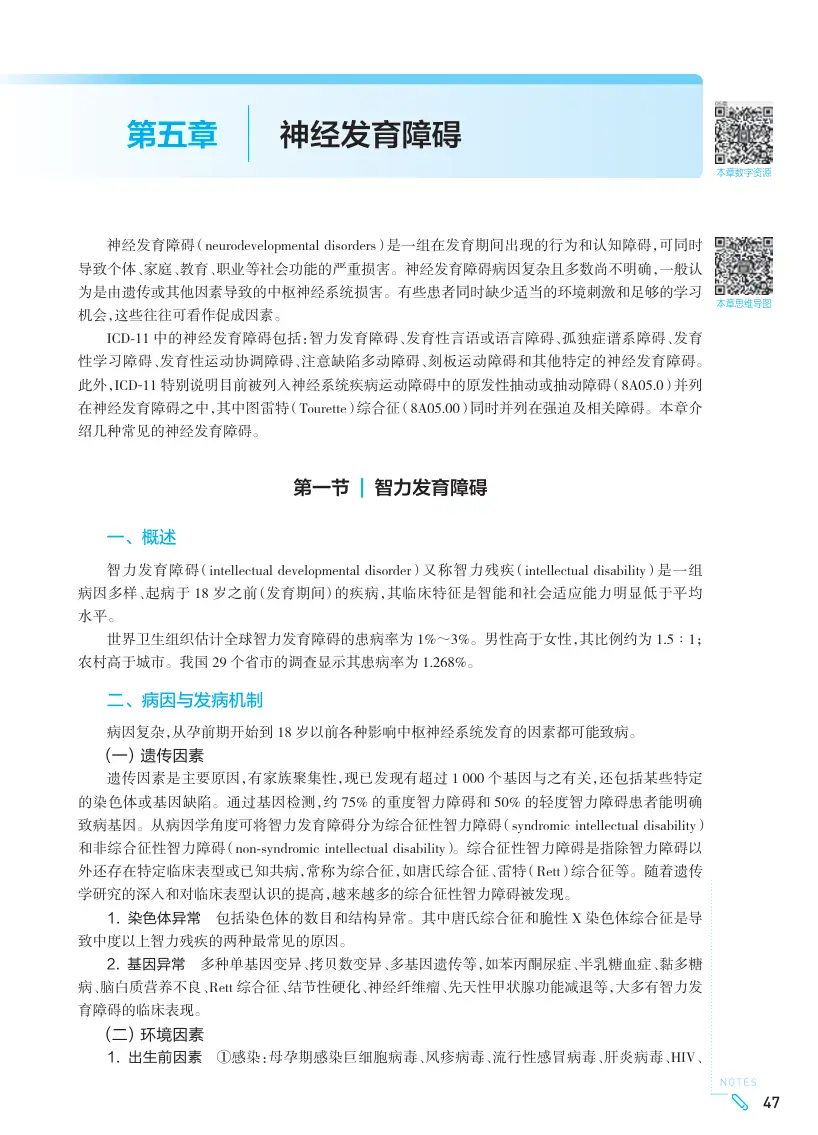 第五章 神经发育障碍
本章数字资源
本章思维导图
神经发育障碍(neurodevelopmental disorders)是一组在发育期间出现的行为和认知障碍,可同时
导致个体、家庭、教育、职业等社会功能的严重损害。神经发育障碍病因复杂且多数尚不明确,一般认
为是由遗传或其他因素导致的中枢神经系统损害。有些患者同时缺少适当的环境刺激和足够的学习
机会,这些往往可看作促成因素。
ICD-11 中的神经发育障碍包括:智力发育障碍、发育性言语或语言障碍、孤独症谱系障碍、发育
性学习障碍、发育性运动协调障碍、注意缺陷多动障碍、刻板运动障碍和其他特定的神经发育障碍。
此外,ICD-11 特别说明目前被列入神经系统疾病运动障碍中的原发性抽动或抽动障碍(8A05.0)并列
在神经发育障碍之中,其中图雷特(Tourette)综合征(8A05.00)同时并列在强迫及相关障碍。本章介
绍几种常见的神经发育障碍。
第一节 | 智力发育障碍
一、概述
智力发育障碍(intellectual developmental disorder)又称智力残疾(intellectual disability)是一组
病因多样、起病于 18 岁之前(发育期间)的疾病,其临床特征是智能和社会适应能力明显低于平均
水平。
世界卫生组织估计全球智力发育障碍的患病率为 1%~3%。男性高于女性,其比例约为 1.5∶1;
农村高于城市。我国 29 个省市的调查显示其患病率为 1.268%。
二、病因与发病机制
病因复杂,从孕前期开始到 18 岁以前各种影响中枢神经系统发育的因素都可能致病。
(一)遗传因素
遗传因素是主要原因,有家族聚集性,现已发现有超过 1 000 个基因与之有关,还包括某些特定
的染色体或基因缺陷。通过基因检测,约 75% 的重度智力障碍和 50% 的轻度智力障碍患者能明确
致病基因。从病因学角度可将智力发育障碍分为综合征性智力障碍(syndromic intellectual disability)
和非综合征性智力障碍(non-syndromic intellectual disability)。综合征性智力障碍是指除智力障碍以
外还存在特定临床表型或已知共病,常称为综合征,如唐氏综合征、雷特(Rett)综合征等。随着遗传
学研究的深入和对临床表型认识的提高,越来越多的综合征性智力障碍被发现。
1. 染色体异常 包括染色体的数目和结构异常。其中唐氏综合征和脆性 X 染色体综合征是导
致中度以上智力残疾的两种最常见的原因。
2. 基因异常 多种单基因变异、拷贝数变异、多基因遗传等,如苯丙酮尿症、半乳糖血症、黏多糖
病、脑白质营养不良、Rett 综合征、结节性硬化、神经纤维瘤、先天性甲状腺功能减退等,大多有智力发
育障碍的临床表现。
(二)环境因素
1. 出生前因素 ①感染:母孕期感染巨细胞病毒、风疹病毒、流行性感冒病毒、肝炎病毒、HIV、
NOTES
47